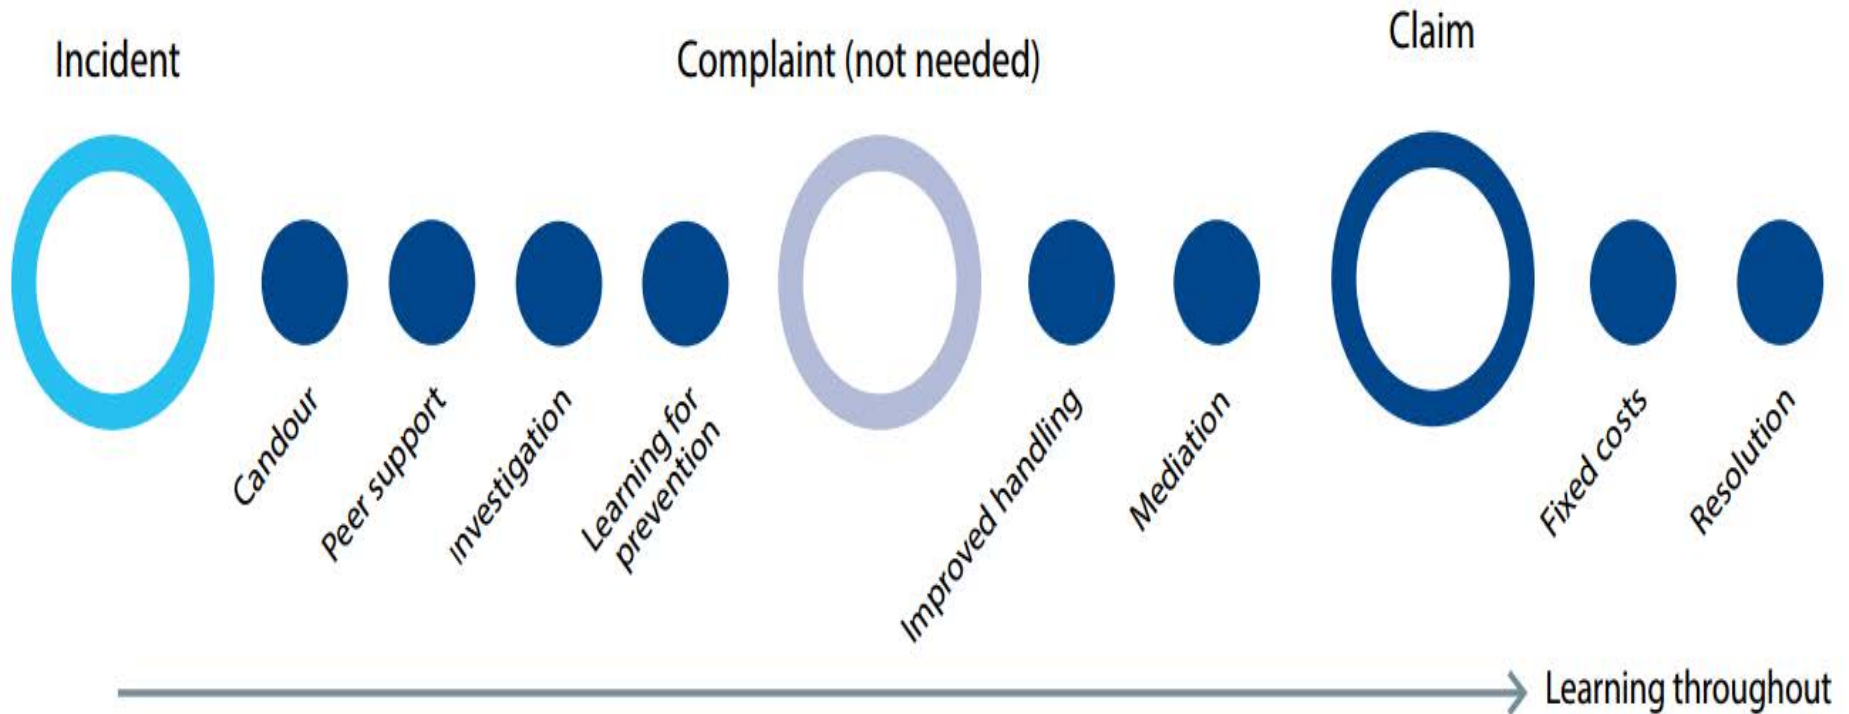 Incident
Complaint (not needed)
Claim
Candour
Peer support
investigation
Learning for
prevention
Improved handling
Mediation
Fixed costs
Resolution
Learning throughout